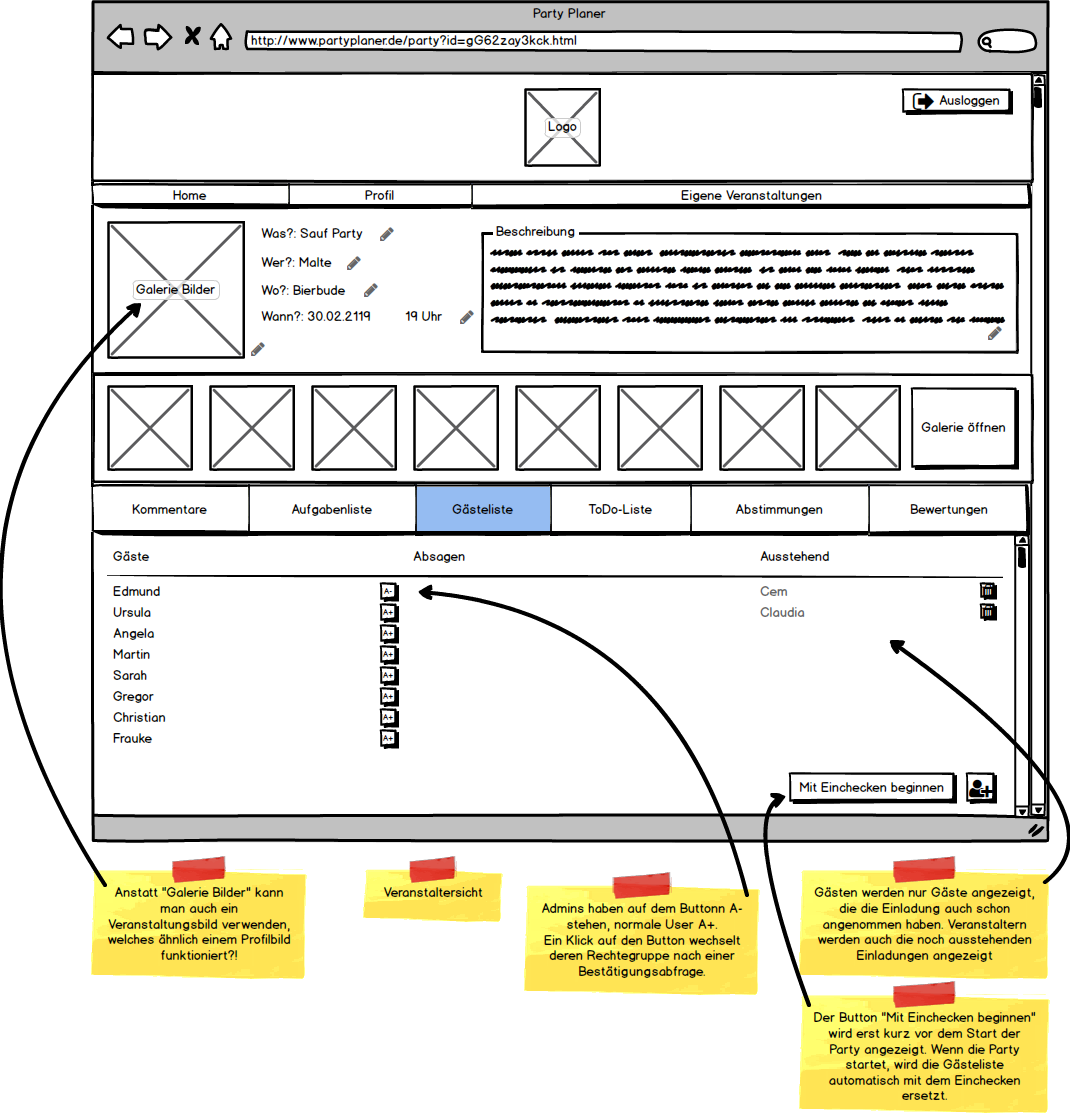 Party Planer
http://www.partyplaner.de/party?id=gG62zay3kck.html
Ausloggen
Logo
Home Profil Eigene Veranstaltungen
Galerie Bilder
Was?: Sauf Party
Wer?: Malte
Wo?: Bierbude
Wann?: 30.02.2119 19 Uhr
Beschreibung
Galerie öffnen
Kommentare Aufgabenliste Gästeliste ToDo-Liste Abstimmungen Bewertungen
Gäste Absagen Ausstehend
Edmund A- Cem
Ursula A+ Claudia
Angela A+
Martin A+
Sarah A+
Gregor A+
Christian A+
Frauke A+
Mit Einchecken beginnen
Anstatt "Galerie Bilder" kann
man auch ein
Veranstaltungsbild verwenden,
welches ähnlich einem Profilbild
funktioniert?!
Veranstaltersicht
Admins haben auf dem Buttonn A-
stehen, normale User A+.
Ein Klick auf den Button wechselt
deren Rechtegruppe nach einer
Bestätigungsabfrage.
Gästen werden nur Gäste angezeigt,
die die Einladung auch schon
angenommen haben. Veranstaltern
werden auch die noch ausstehenden
Einladungen angezeigt
Der Button "Mit Einchecken beginnen"
wird erst kurz vor dem Start der
Party angezeigt. Wenn die Party
startet, wird die Gästeliste
automatisch mit dem Einchecken
ersetzt.